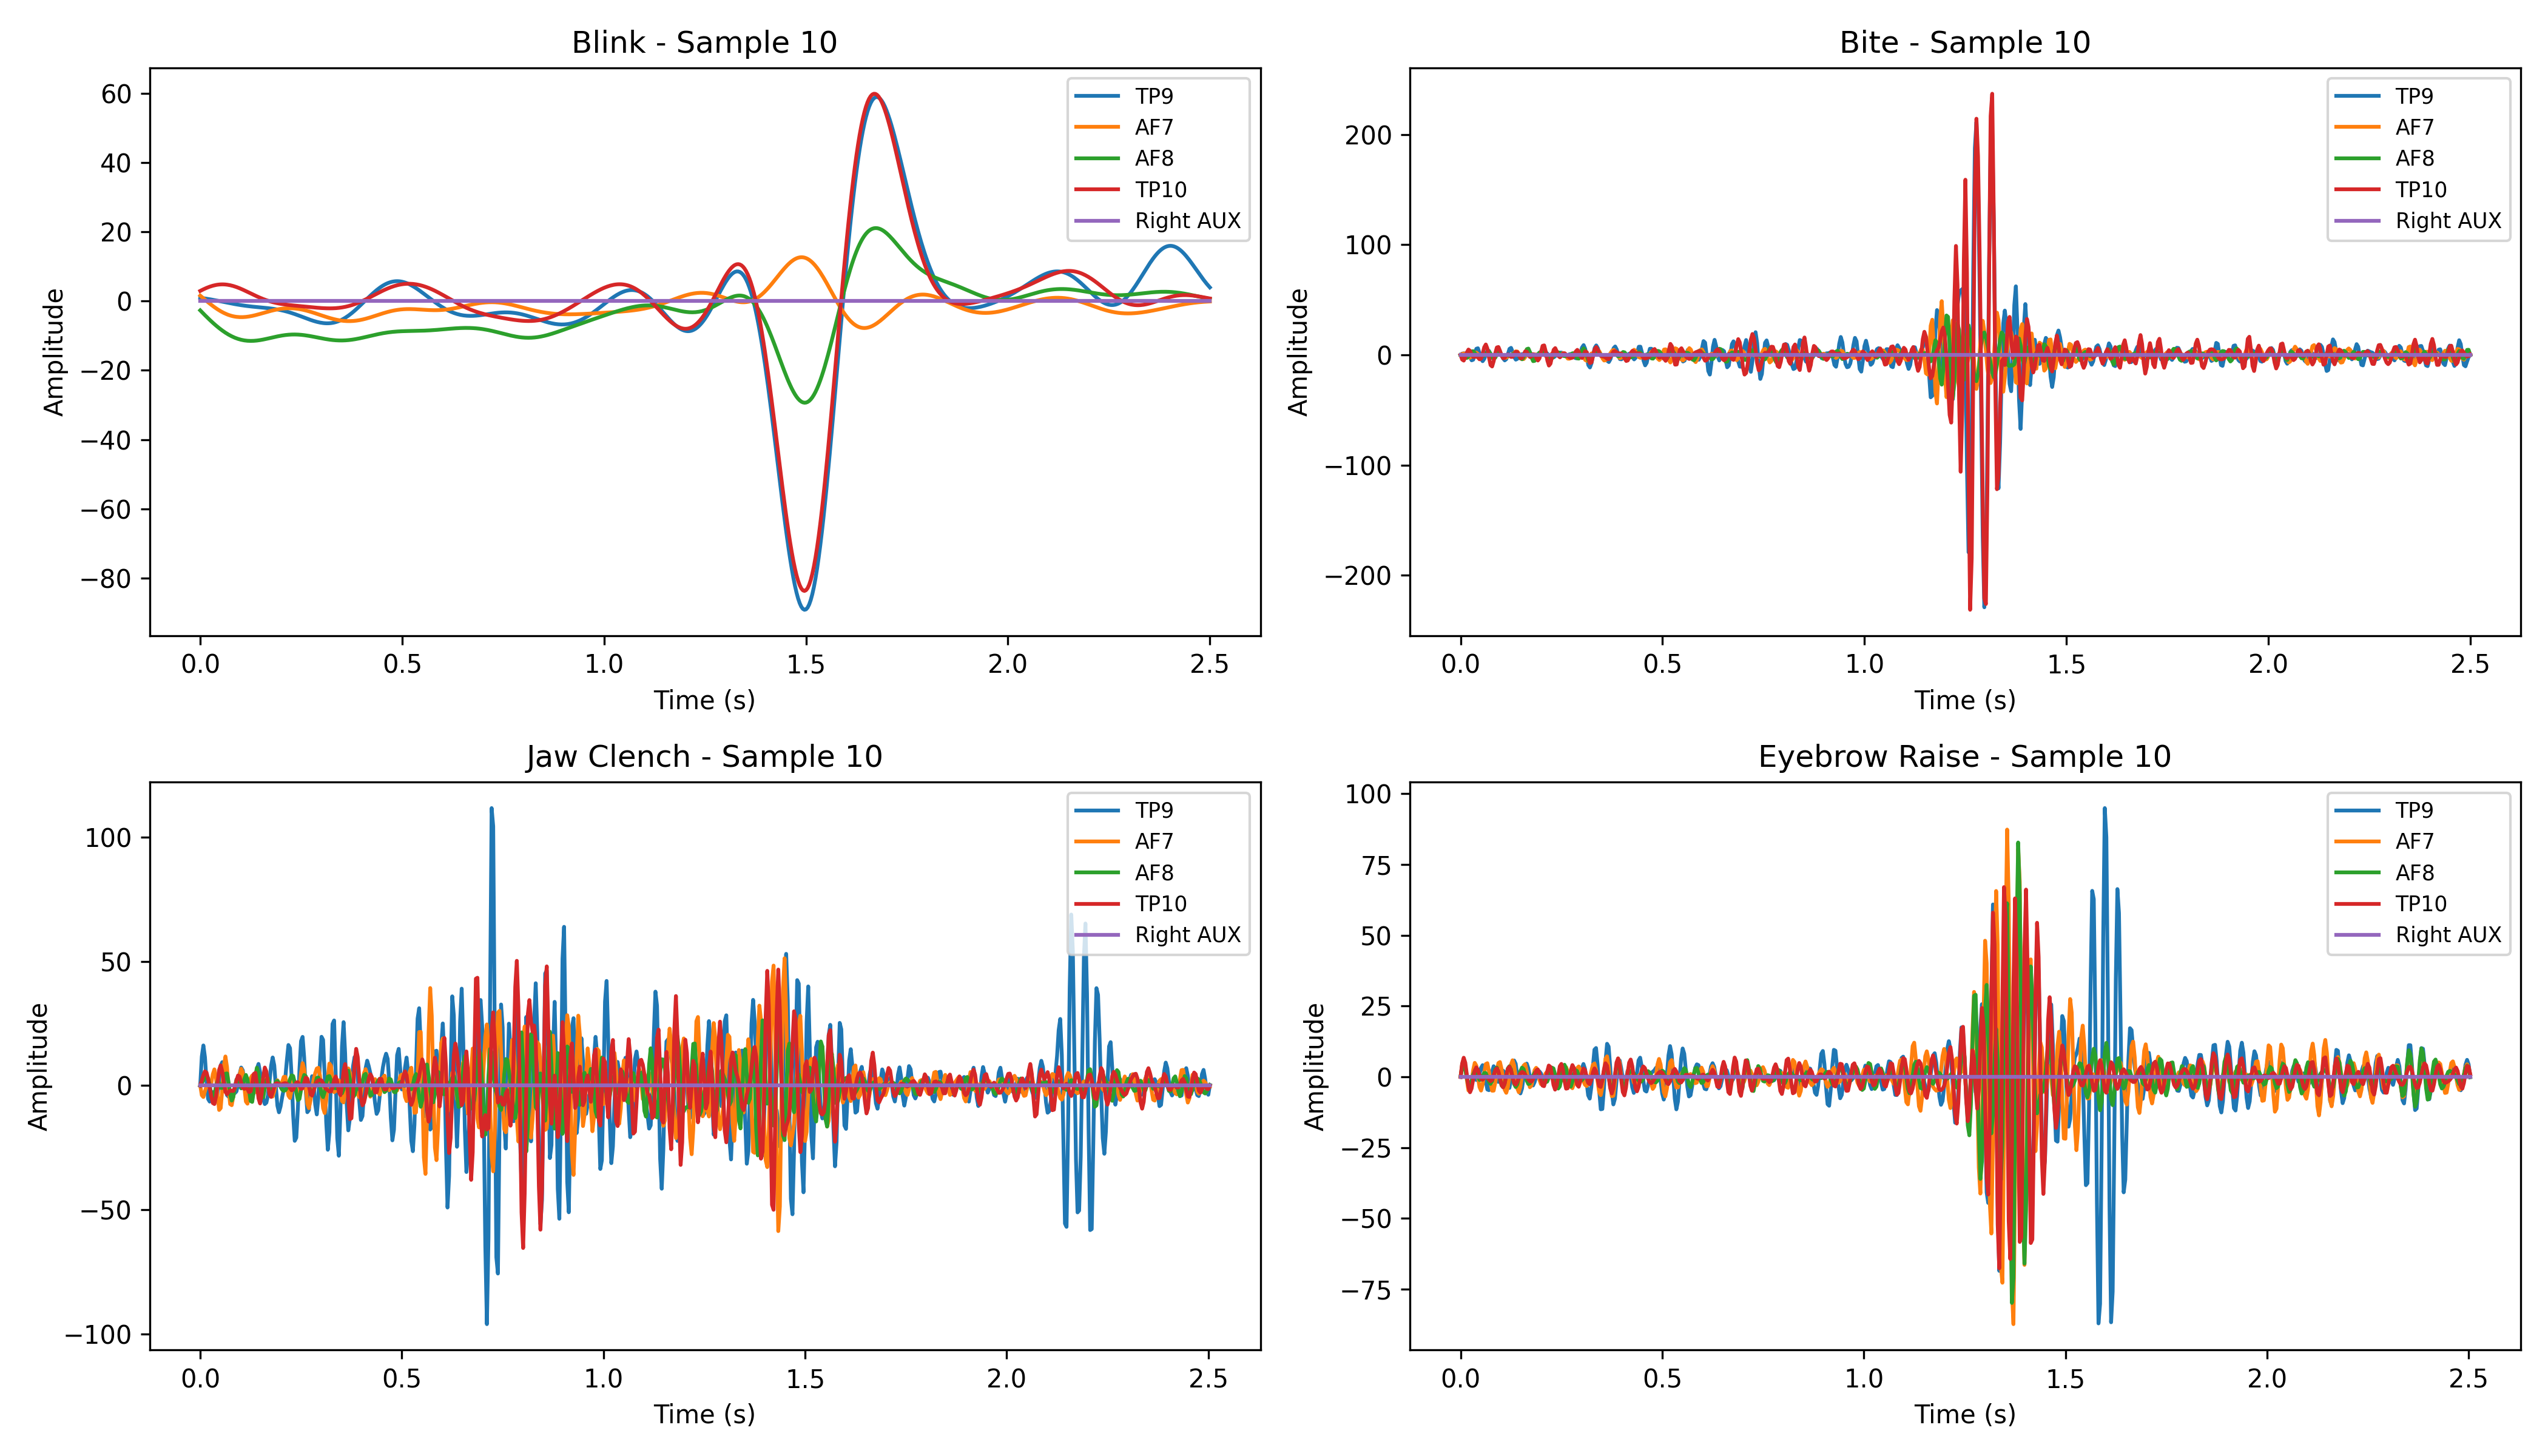 Blink - Sample 10
60
40
20
0
−20
−40
−60
−80
Amplitude
0.0 0.5 1.0 1.5 2.0 2.5
Time (s)
TP9
AF7
AF8
TP10
Right AUX
Bite - Sample 10
200
100
0
−100
−200
Amplitude
0.0 0.5 1.0 1.5 2.0 2.5
Time (s)
TP9
AF7
AF8
TP10
Right AUX
Jaw Clench - Sample 10
100
50
0
−50
−100
Amplitude
0.0 0.5 1.0 1.5 2.0 2.5
Time (s)
TP9
AF7
AF8
TP10
Right AUX
Eyebrow Raise - Sample 10
100
75
50
25
0
−25
−50
−75
Amplitude
0.0 0.5 1.0 1.5 2.0 2.5
Time (s)
TP9
AF7
AF8
TP10
Right AUX